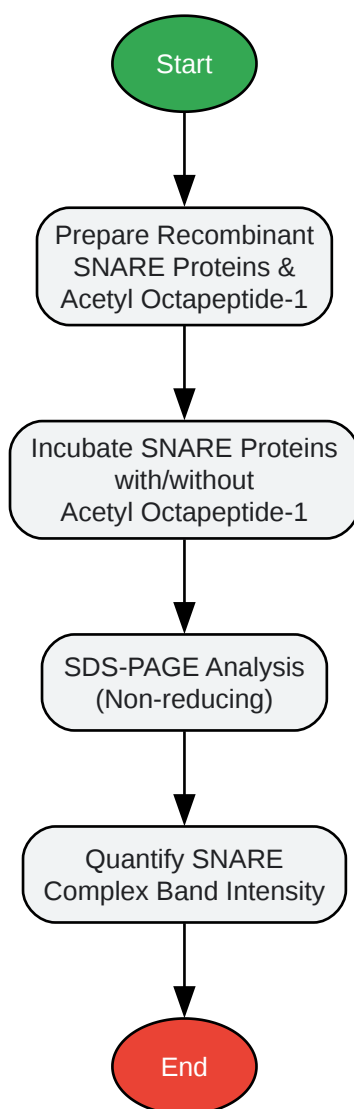 Start
Prepare Recombinant
SNARE Proteins &
Acetyl Octapeptide-1
Incubate SNARE Proteins
with/without
Acetyl Octapeptide-1
SDS-PAGE Analysis
(Non-reducing)
Quantify SNARE
Complex Band Intensity
End